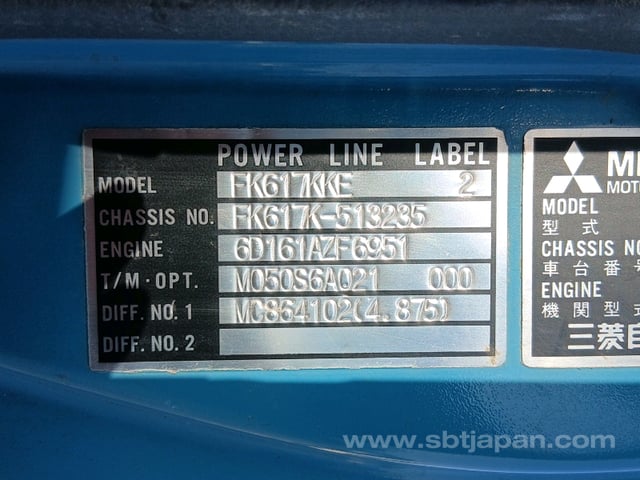 POWER LINE LABEL
MODEL FK617KKE 2
CHASSIS NO. FK617K-513235
ENGINE 6D161AZF6951
T/M·OPT. M050S6A021 000
DIFF. NO.1 MC864102(4.875)
DIFF. NO.2
MODEL
型式
CHASSIS NO
車台番号
ENGINE
機関型式
三菱自
www.sbtjapan.com